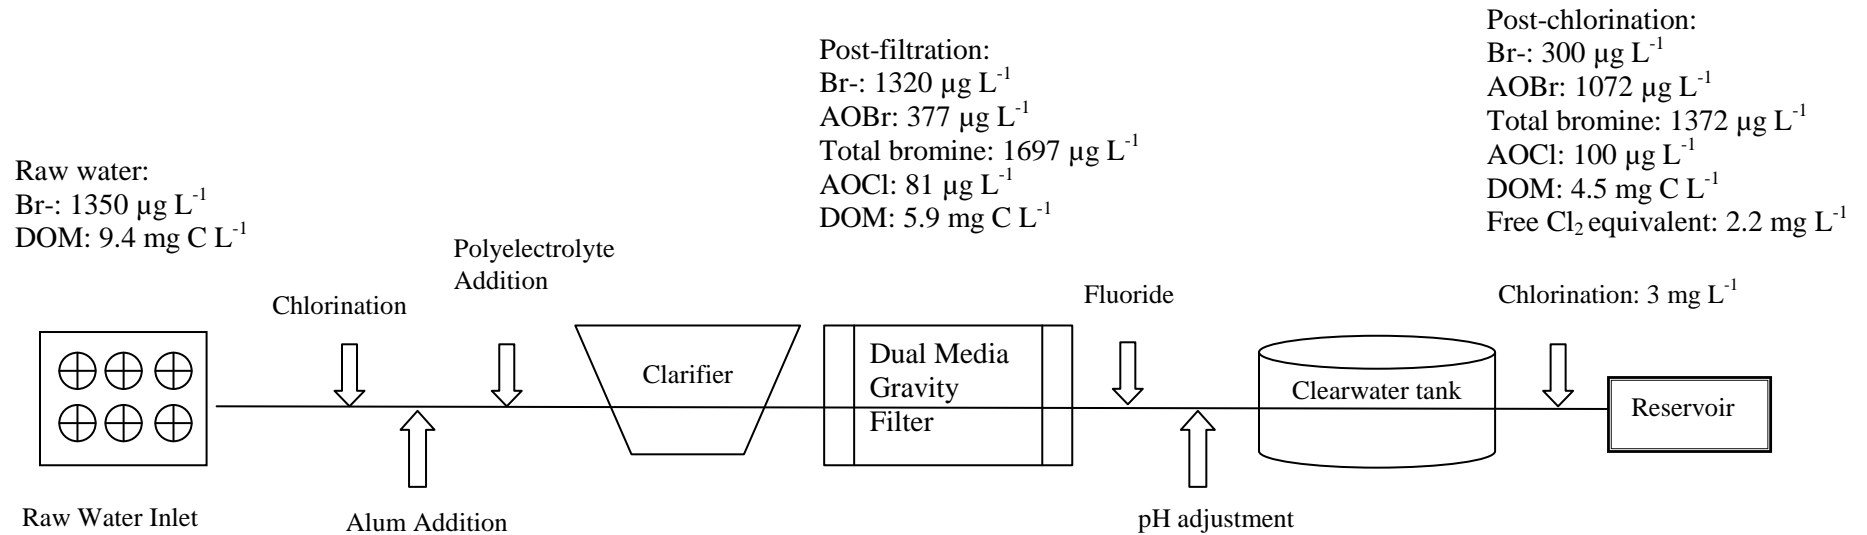 Raw water:
Br-: 1350 µg L⁻¹
DOM: 9.4 mg C L⁻¹
Chlorination
Polyelectrolyte
Addition
Post-filtration:
Br-: 1320 µg L⁻¹
AOBr: 377 µg L⁻¹
Total bromine: 1697 µg L⁻¹
AOCl: 81 µg L⁻¹
DOM: 5.9 mg C L⁻¹
Fluoride
Post-chlorination:
Br-: 300 µg L⁻¹
AOBr: 1072 µg L⁻¹
Total bromine: 1372 µg L⁻¹
AOCl: 100 µg L⁻¹
DOM: 4.5 mg C L⁻¹
Free Cl₂ equivalent: 2.2 mg L⁻¹
Chlorination: 3 mg L⁻¹
Clarifier
Dual Media
Gravity
Filter
Clearwater tank
Reservoir
Raw Water Inlet
Alum Addition
pH adjustment